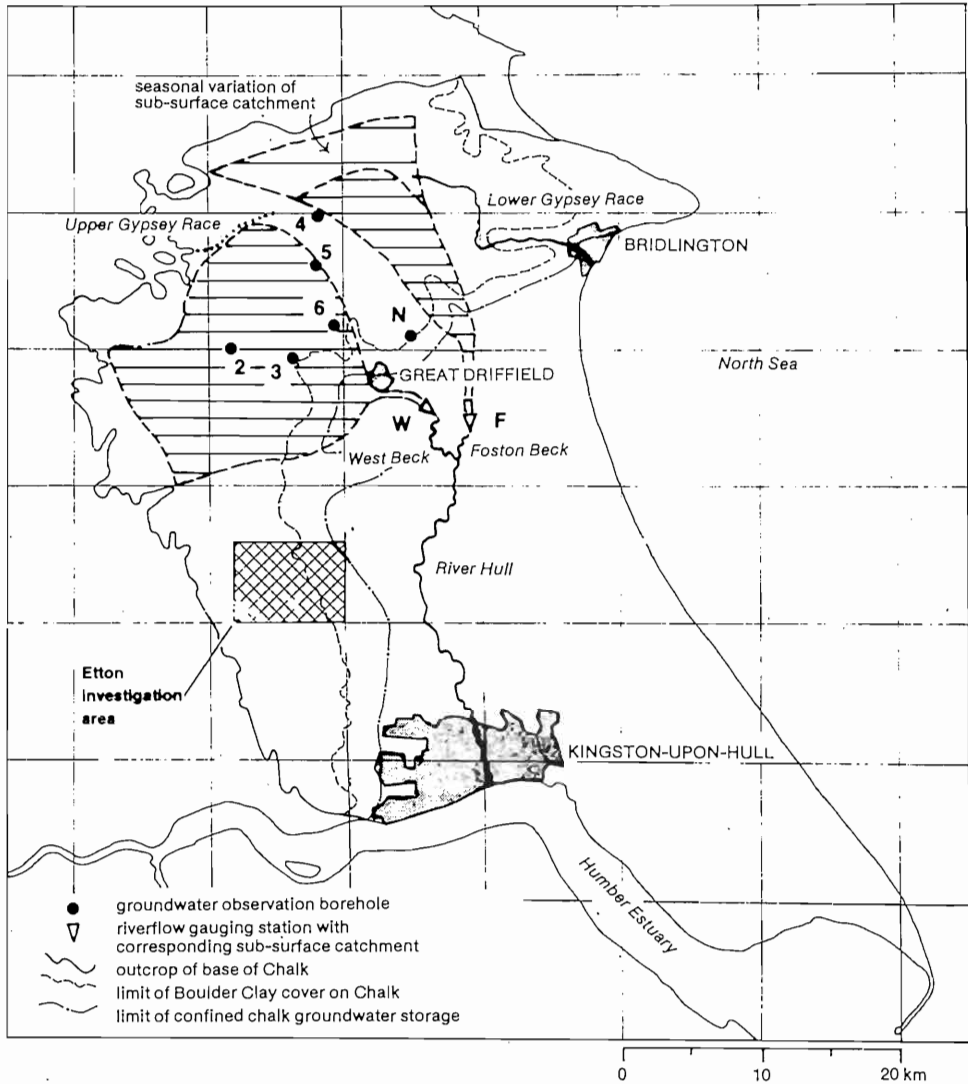 seasonal variation of
sub-surface catchment
Lower Gypsey Race
Upper Gypsey Race
4
BRIDLINGTON
5
6
N
North Sea
2
3
GREAT DRIFFIELD
W
F
West Beck
Foston Beck
River Hull
Etton
Investigation
area
KINGSTON-UPON-HULL
Humber Estuary
groundwater observation borehole
riverflow gauging station with
corresponding sub-surface catchment
outcrop of base of Chalk
limit of Boulder Clay cover on Chalk
limit of confined chalk groundwater storage
0 10 20 km